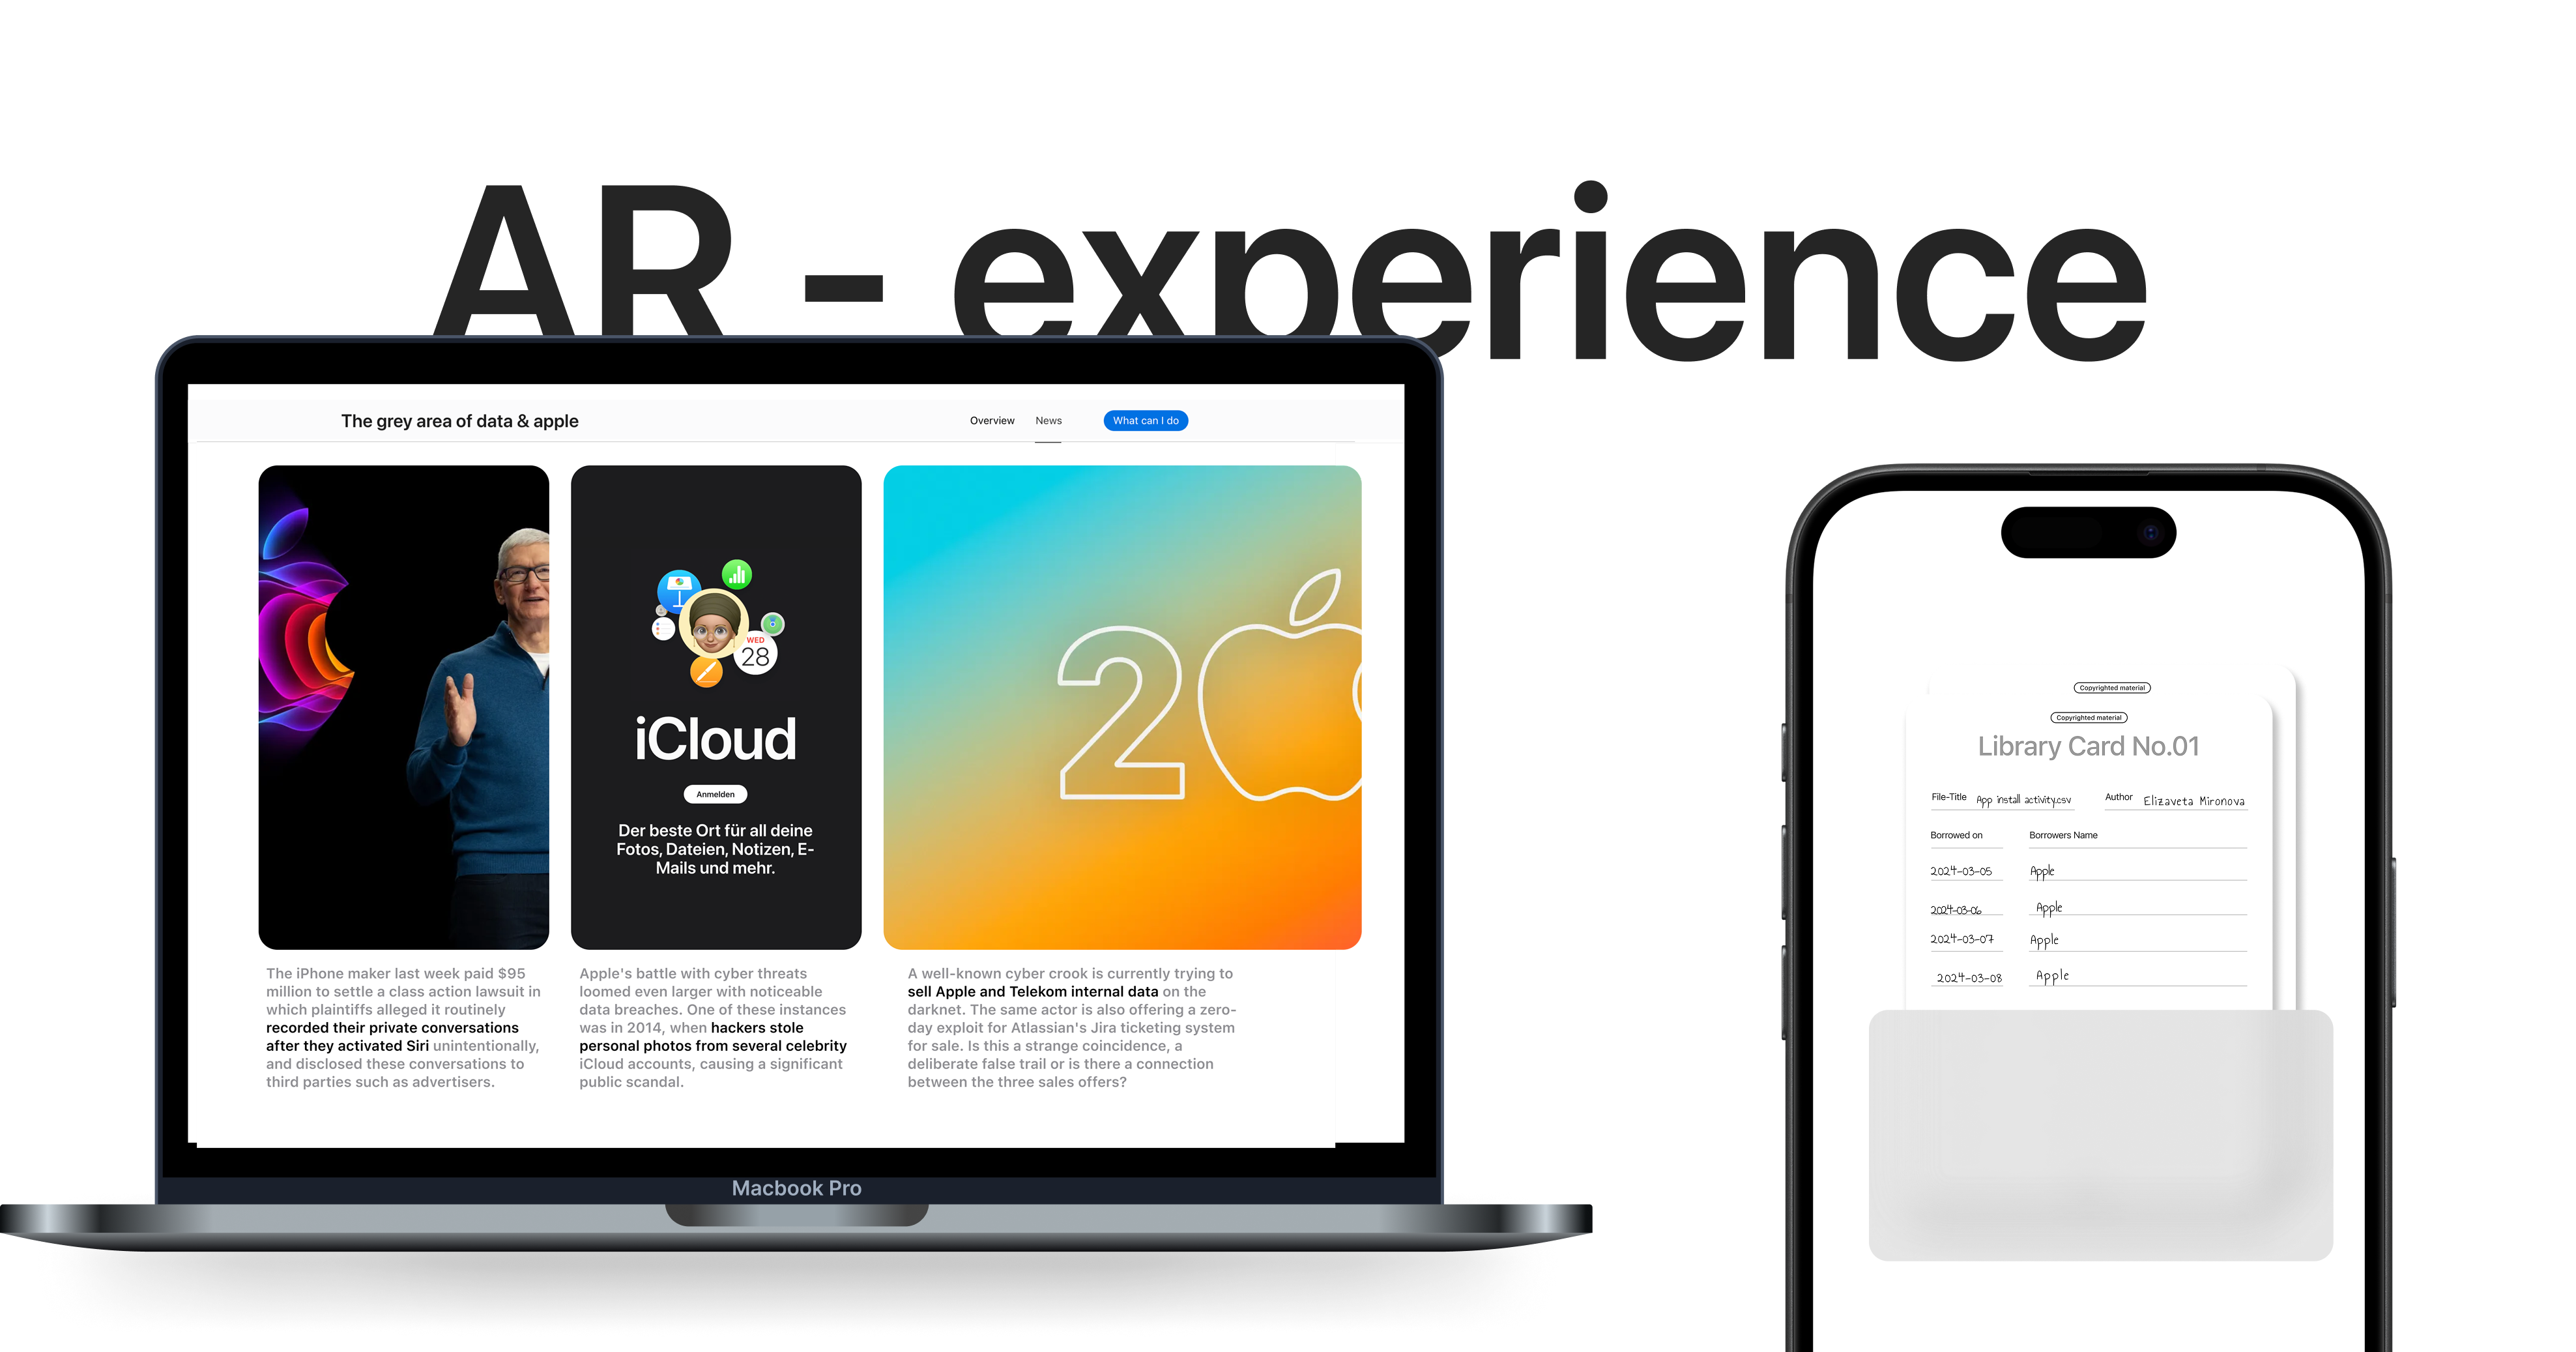 AR - experience
The grey area of data & apple
Overview
News
What can I do
WED
28
iCloud
Anmelden
Der beste Ort für all deine
Fotos, Dateien, Notizen, E-
Mails und mehr.
2
The iPhone maker last week paid $95
million to settle a class action lawsuit in
which plaintiffs alleged it routinely
recorded their private conversations
after they activated Siri unintentionally,
and disclosed these conversations to
third parties such as advertisers.
Apple's battle with cyber threats
loomed even larger with noticeable
data breaches. One of these instances
was in 2014, when hackers stole
personal photos from several celebrity
iCloud accounts, causing a significant
public scandal.
A well-known cyber crook is currently trying to
sell Apple and Telekom internal data on the
darknet. The same actor is also offering a zero-
day exploit for Atlassian's Jira ticketing system
for sale. Is this a strange coincidence, a
deliberate false trail or is there a connection
between the three sales offers?
Macbook Pro
Copyrighted material
Copyrighted material
Library Card No.01
File-Title App install activity.csv Author Elizaveta Mironova
Borrowed on Borrowers Name
2024-03-05 Apple
2024-03-06 Apple
2024-03-07 Apple
2024-03-08 Apple